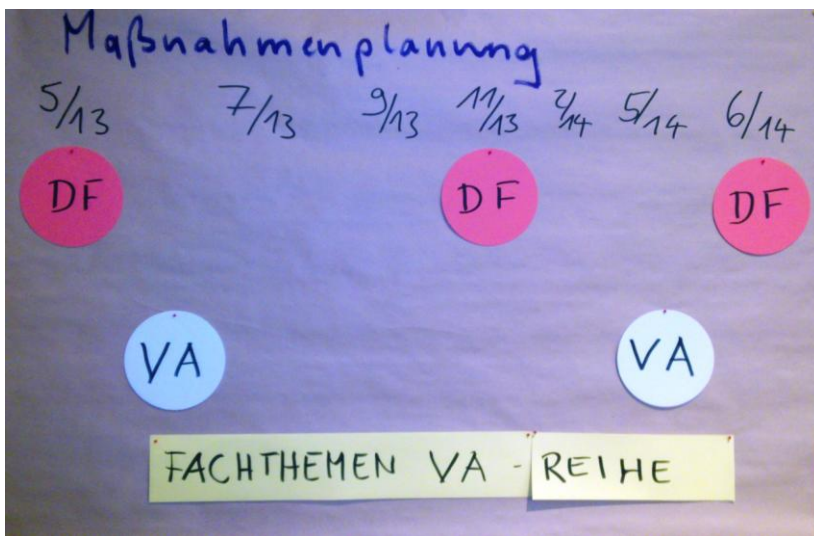 Maßnahmenplanung
5/13 7/13 9/13 11/13 2/14 5/14 6/14
DF DF DF
VA VA
FACHTHEMEN VA - REIHE